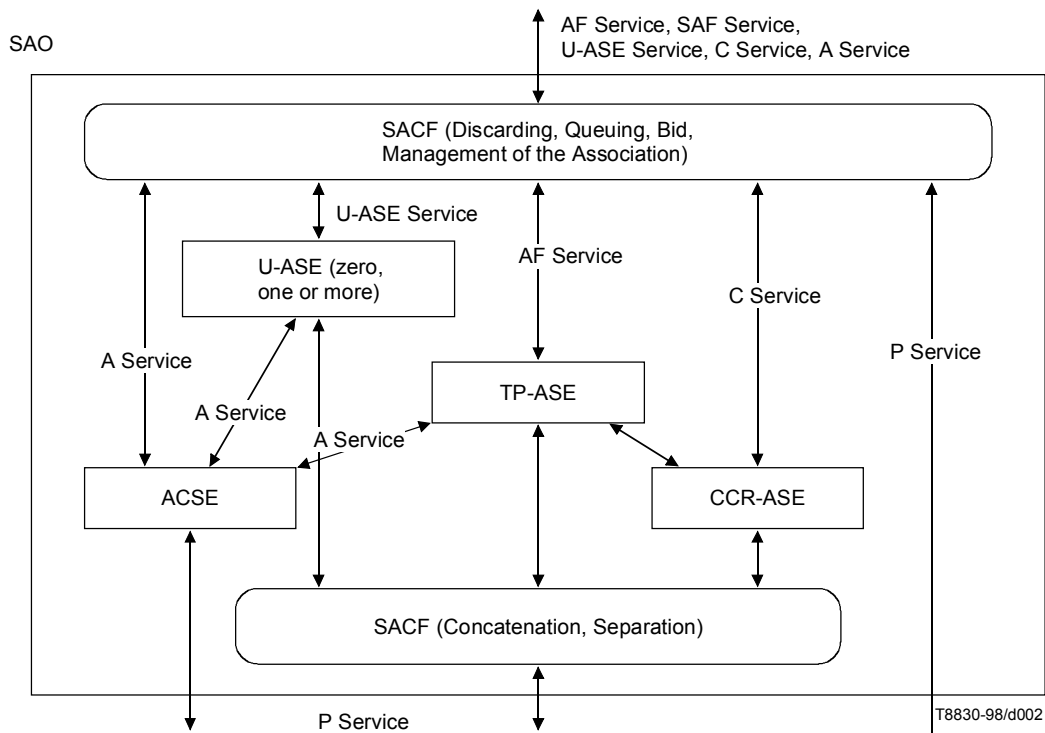 AF Service, SAF Service,
U-ASE Service, C Service, A Service
SAO
SACF (Discarding, Queuing, Bid,
Management of the Association)
U-ASE Service
U-ASE (zero,
one or more)
AF Service
C Service
A Service
P Service
TP-ASE
A Service
A Service
ACSE
CCR-ASE
SACF (Concatenation, Separation)
P Service
T8830-98/d002